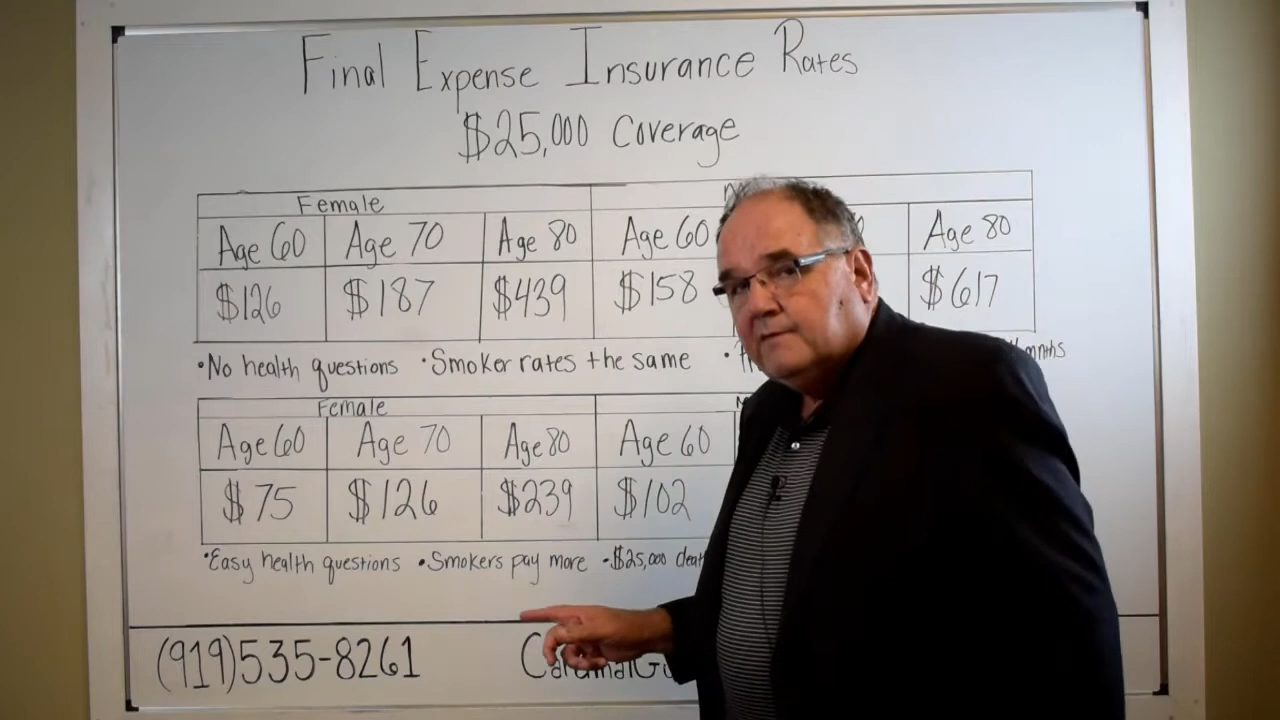 Final Expense Insurance Rates
$25,000 Coverage
Female
Age 60 Age 70 Age 80 Age 60 Age 80
$126 $187 $439 $158 $617
•No health questions •Smoker rates the same
Female
Age 60 Age 70 Age 80 Age 60
$75 $126 $239 $102
•Easy health questions •Smokers pay more •$25,000
(919)535-8261